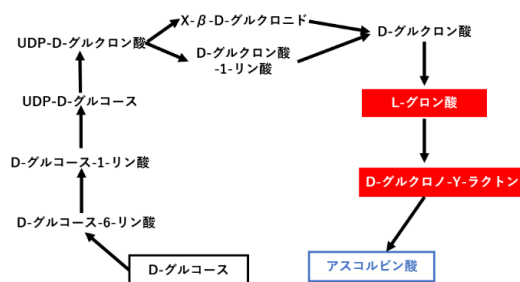 X-β-D-グルクロニド
UDP-D-グルクロン酸
D-グルクロン酸
-1-リン酸
D-グルクロン酸
UDP-D-グルコース
L-グロン酸
D-グルコース-1-リン酸
D-グルクロノ-Y-ラクトン
D-グルコース-6-リン酸
D-グルコース
アスコルビン酸